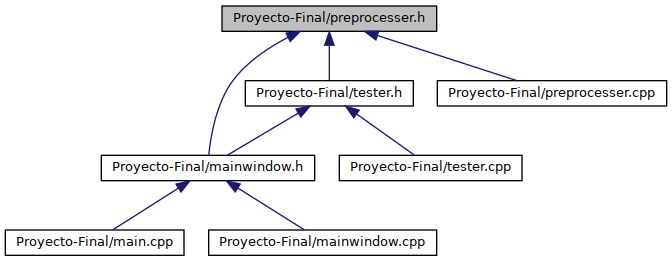 Proyecto-Final/preprocesser.h
Proyecto-Final/tester.h
Proyecto-Final/preprocesser.cpp
Proyecto-Final/mainwindow.h
Proyecto-Final/tester.cpp
Proyecto-Final/main.cpp
Proyecto-Final/mainwindow.cpp